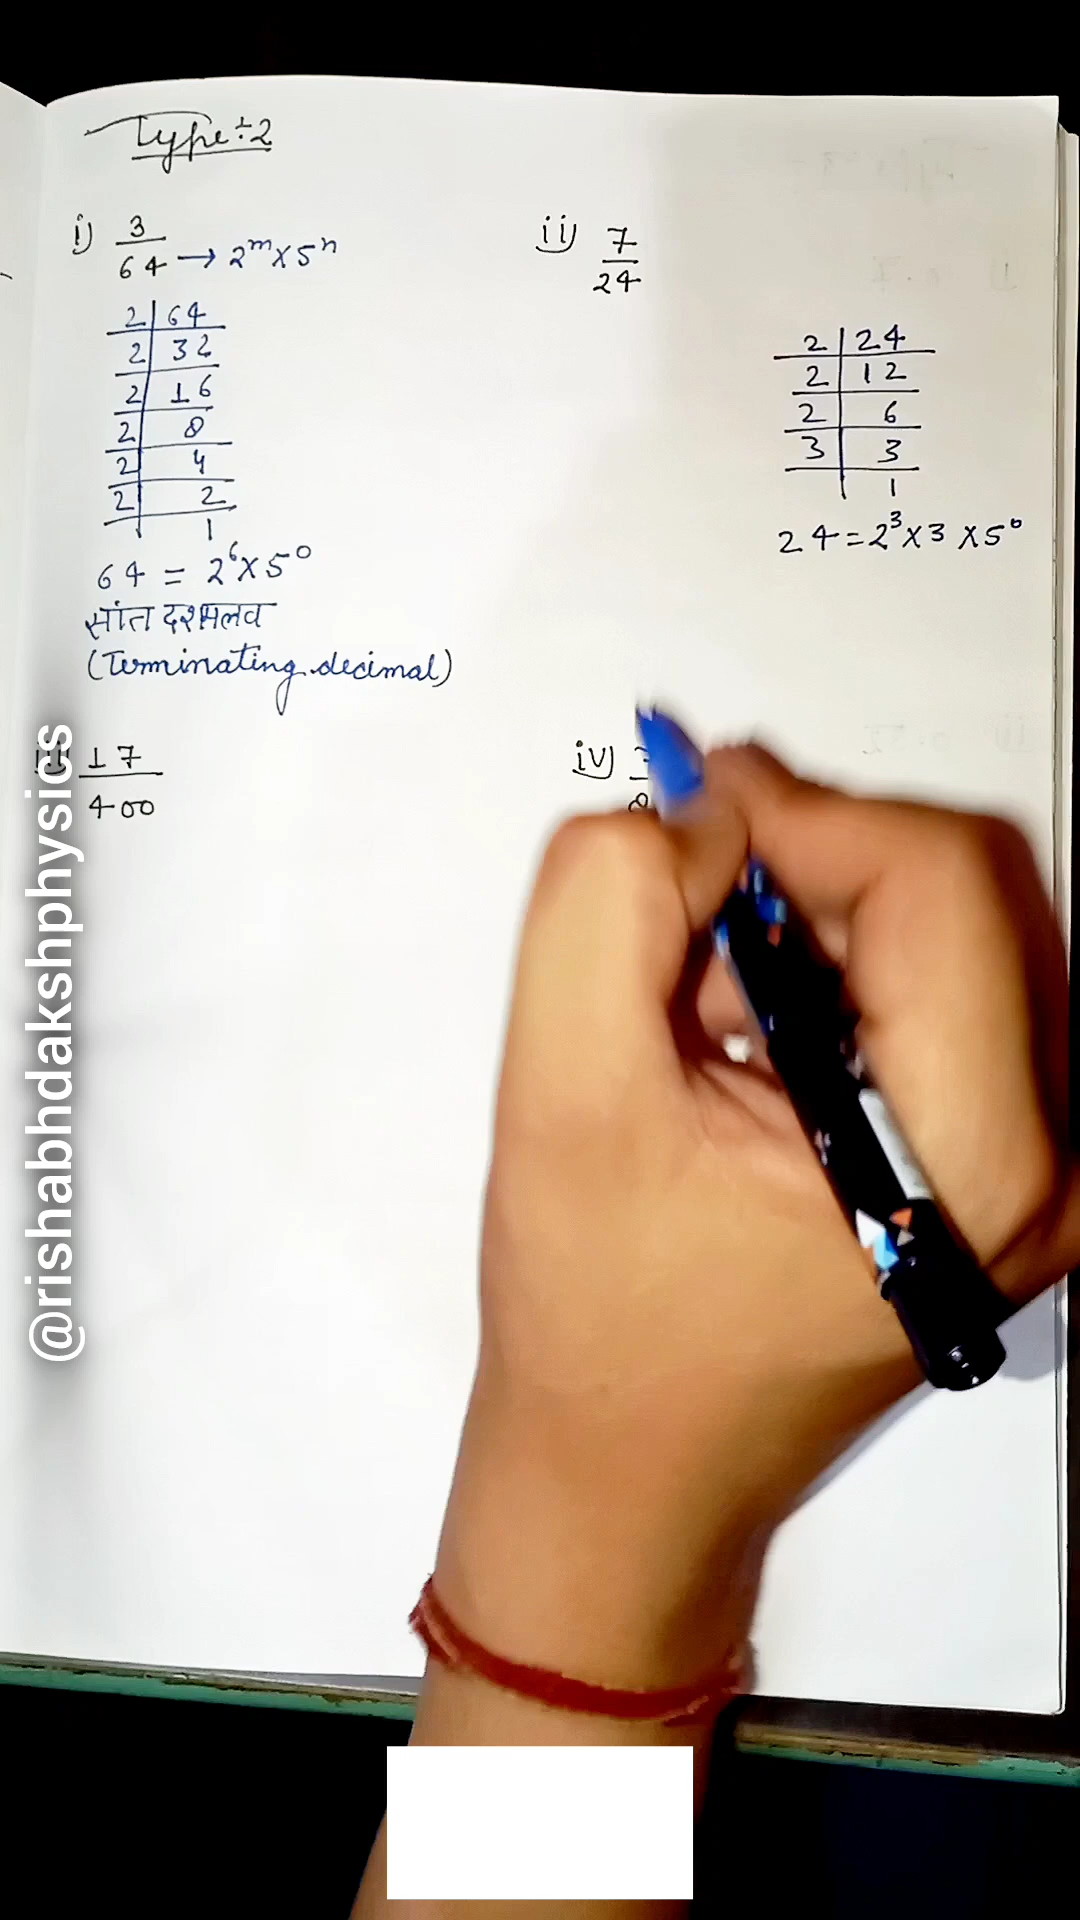 Type:-2
i) 3/64 → 2^m × 5^n
2 | 64
2 | 32
2 | 16
2 | 8
2 | 4
2 | 2
1
64 = 2^6 × 5^0
सांत दशमलव
(Terminating decimal)
ii) 7/24
2 | 24
2 | 12
2 | 6
3 | 3
1
24 = 2^3 × 3 × 5^0
iii) 17/400
iv)
@rishabhdakshphysics